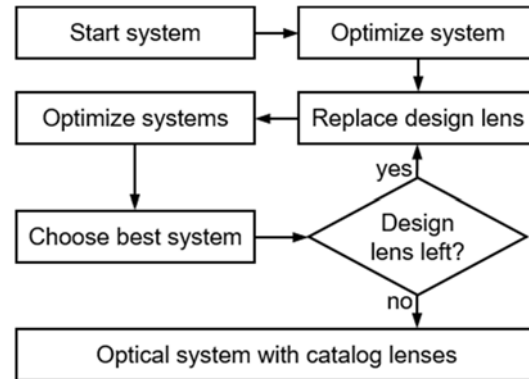 Start system
Optimize system
Optimize systems
Replace design lens
yes
Choose best system
Design
lens left?
no
Optical system with catalog lenses